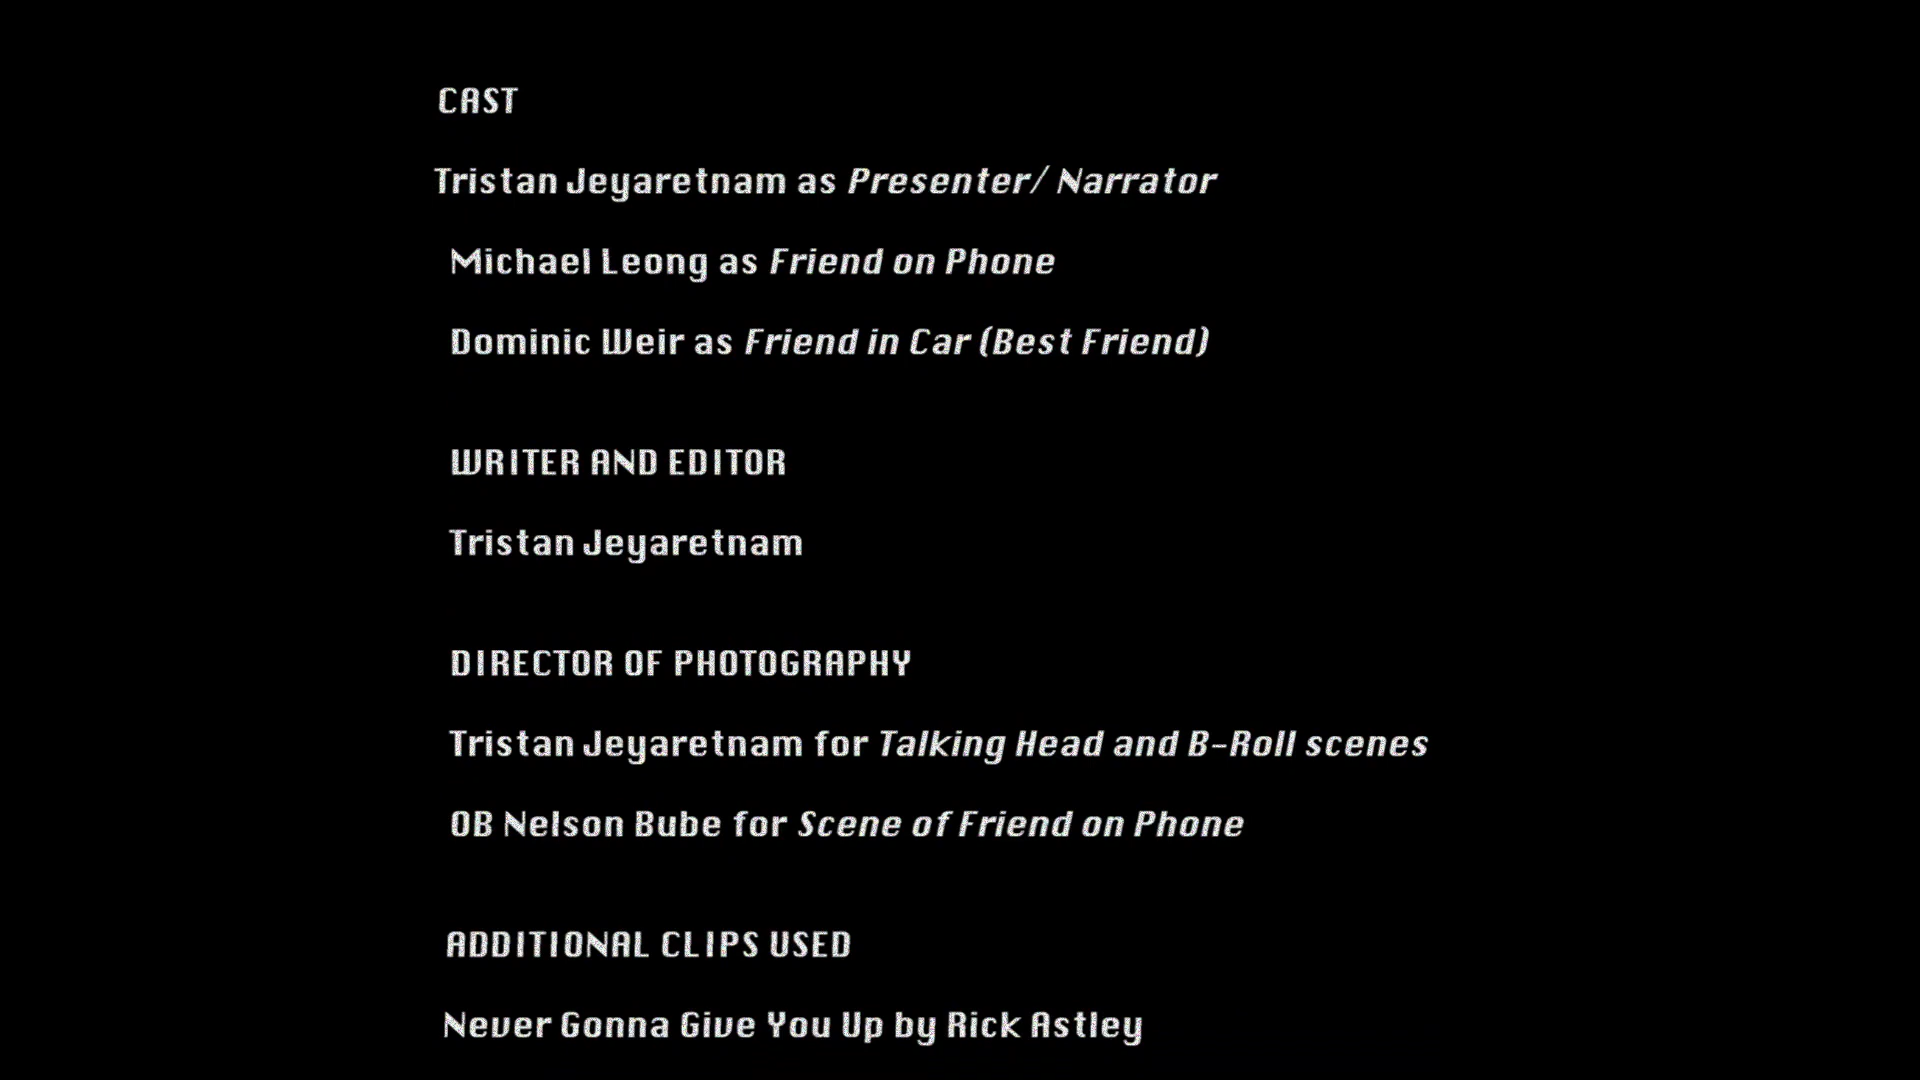 CAST
Tristan Jeyaretnam as Presenter/ Narrator
Michael Leong as Friend on Phone
Dominic Weir as Friend in Car (Best Friend)
WRITER AND EDITOR
Tristan Jeyaretnam
DIRECTOR OF PHOTOGRAPHY
Tristan Jeyaretnam for Talking Head and B-Roll scenes
OB Nelson Bube for Scene of Friend on Phone
ADDITIONAL CLIPS USED
Never Gonna Give You Up by Rick Astley